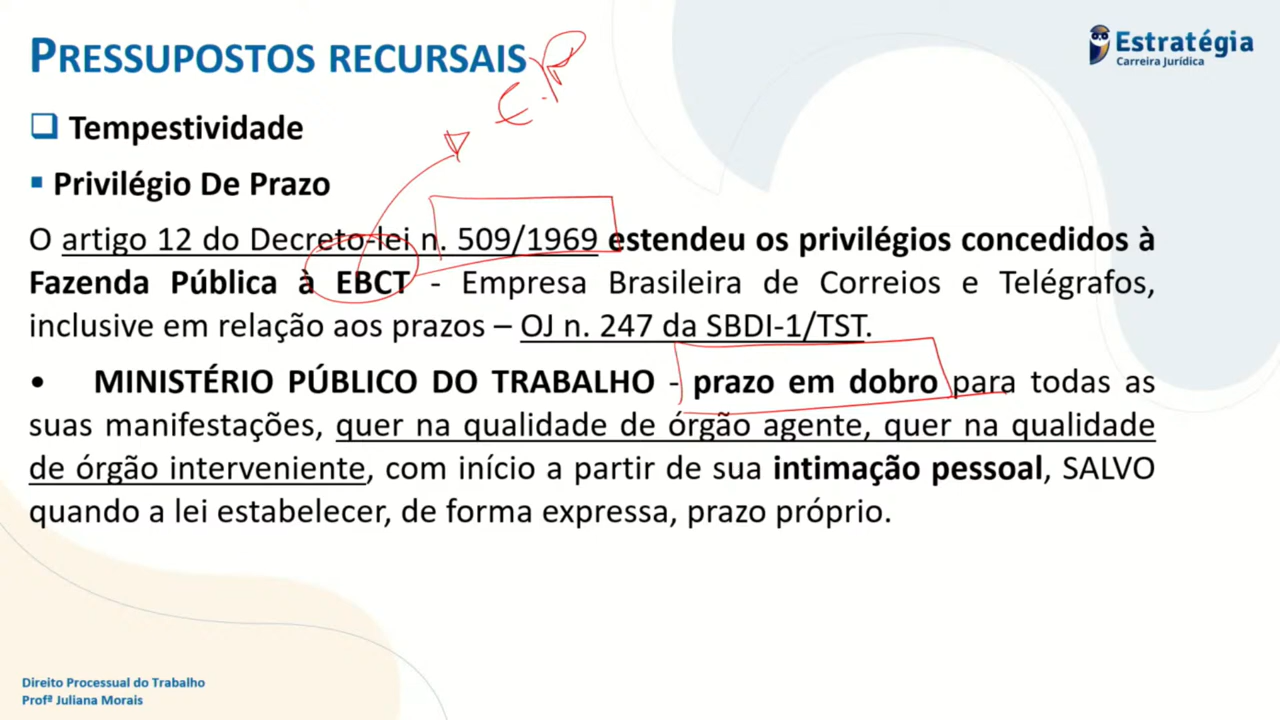 PRESSUPOSTOS RECURSAIS
E.P
Estratégia
Carreira Jurídica
❑ Tempestividade
▪ Privilégio De Prazo
O artigo 12 do Decreto-lei n. 509/1969 estendeu os privilégios concedidos à
Fazenda Pública à EBCT - Empresa Brasileira de Correios e Telégrafos,
inclusive em relação aos prazos – OJ n. 247 da SBDI-1/TST.
• MINISTÉRIO PÚBLICO DO TRABALHO - prazo em dobro para todas as
suas manifestações, quer na qualidade de órgão agente, quer na qualidade
de órgão interveniente, com início a partir de sua intimação pessoal, SALVO
quando a lei estabelecer, de forma expressa, prazo próprio.
Direito Processual do Trabalho
Profª Juliana Morais